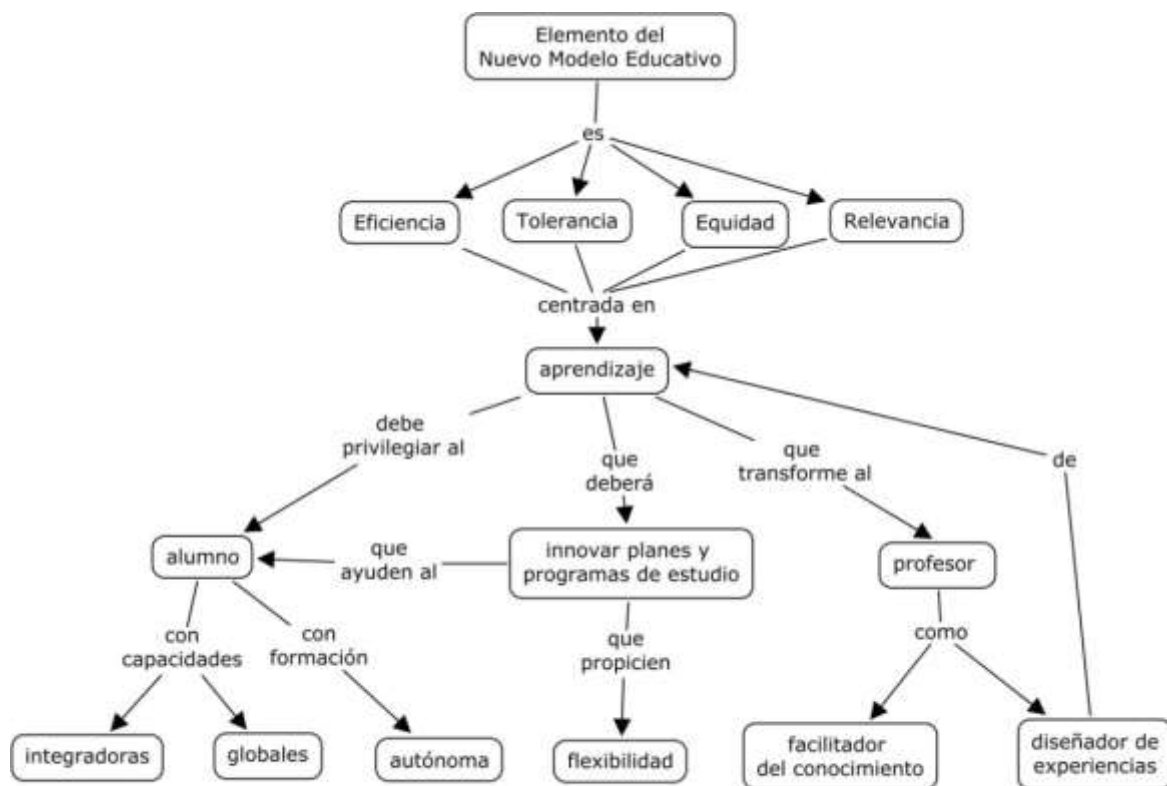 Elemento del
Nuevo Modelo Educativo
es
Eficiencia
Tolerancia
Equidad
Relevancia
centrada en
aprendizaje
debe
privilegiar al
que
deberá
que
transforme al
de
alumno
que
ayuden al
innovar planes y
programas de estudio
profesor
con
capacidades
con
formación
que
propicien
como
integradoras
globales
autónoma
flexibilidad
facilitador
del conocimiento
diseñador de
experiencias